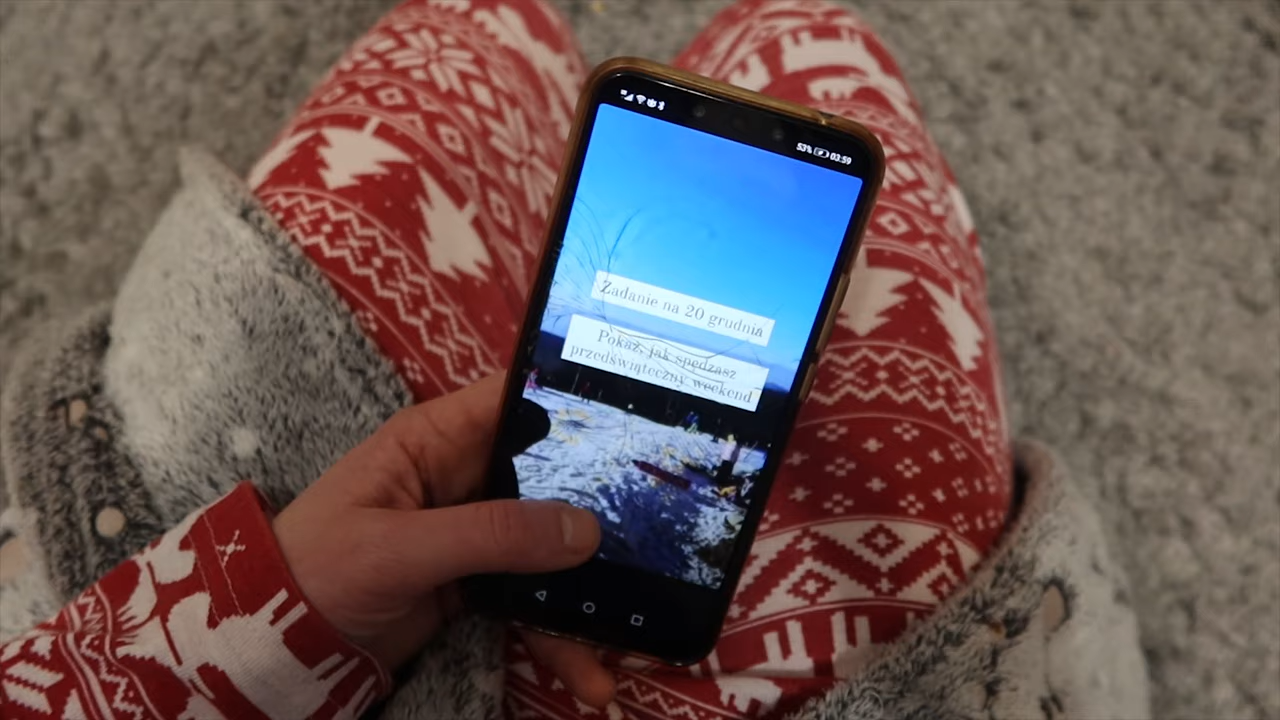 53% 03:59
Zadanie na 20 grudnia
Pokaż, jak spędzasz
przedświąteczny weekend